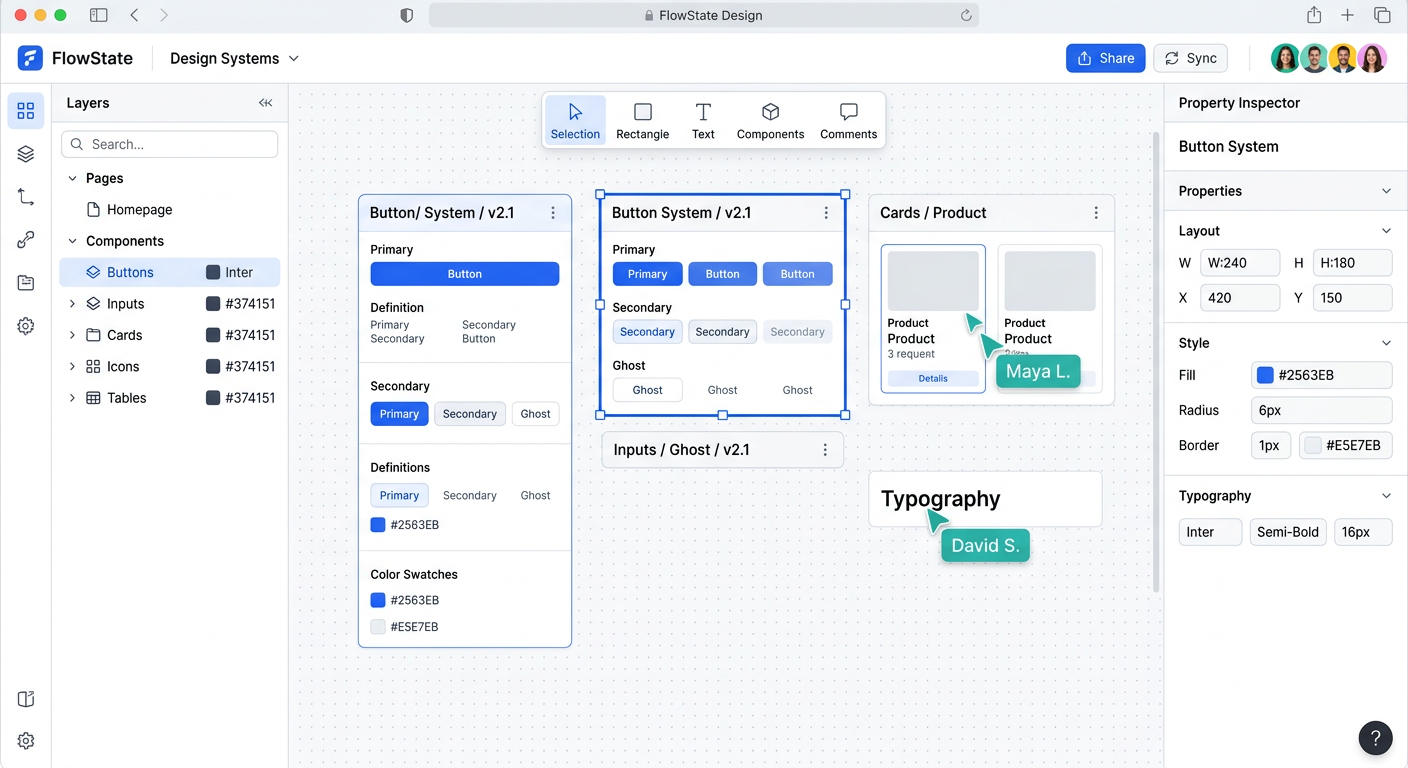 FlowState Design
FlowState
Design Systems
Share
Sync
Layers
Search...
Pages
Homepage
Components
Buttons
Inter
Inputs
#374151
Cards
#374151
Icons
#374151
Tables
#374151
Selection
Rectangle
Text
Components
Comments
Button/ System / v2.1
Primary
Button
Definition
Primary
Secondary
Secondary
Button
Secondary
Primary
Secondary
Ghost
Definitions
Primary
Secondary
Ghost
#2563EB
Color Swatches
#2563EB
#E5E7EB
Button System / v2.1
Primary
Primary
Button
Button
Secondary
Secondary
Secondary
Secondary
Ghost
Ghost
Ghost
Ghost
Inputs / Ghost / v2.1
Cards / Product
Product
Product
3 request
Details
Product
Product
Maya L.
Typography
David S.
Property Inspector
Button System
Properties
Layout
W
W:240
H
H:180
X
420
Y
150
Style
Fill
#2563EB
Radius
6px
Border
1px
#E5E7EB
Typography
Inter
Semi-Bold
16px
?